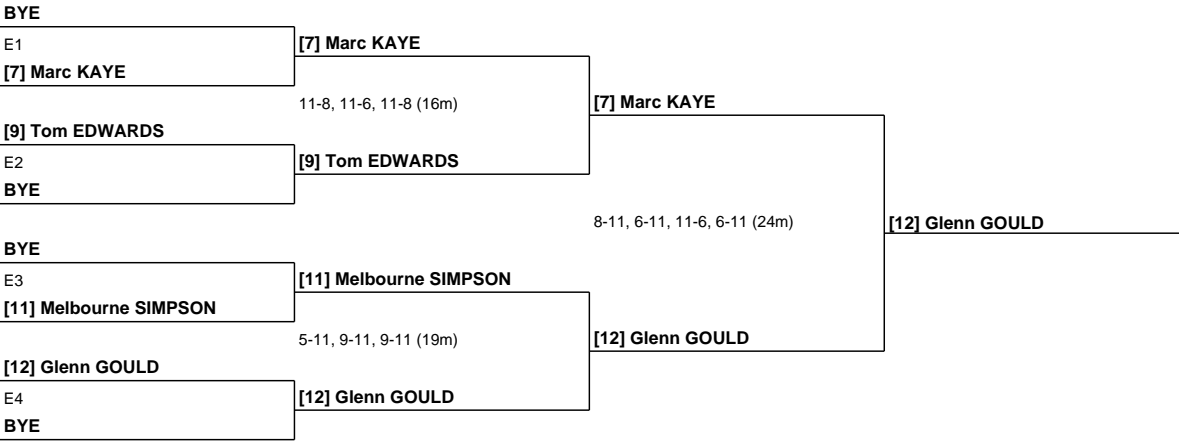 BYE
E1
[7] Marc KAYE
[7] Marc KAYE
11-8, 11-6, 11-8 (16m)
[7] Marc KAYE
[9] Tom EDWARDS
E2
[9] Tom EDWARDS
BYE
8-11, 6-11, 11-6, 6-11 (24m)
[12] Glenn GOULD
BYE
E3
[11] Melbourne SIMPSON
[11] Melbourne SIMPSON
5-11, 9-11, 9-11 (19m)
[12] Glenn GOULD
[12] Glenn GOULD
E4
[12] Glenn GOULD
BYE